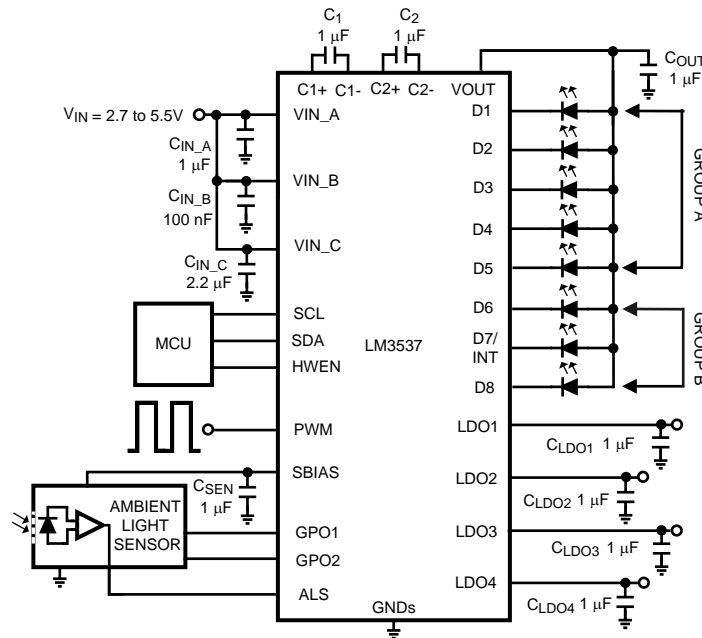 C1
1 µF
C2
1 µF
C1+ C1- C2+ C2- VOUT
COUT
1 µF
VIN = 2.7 to 5.5V
VIN_A
CIN_A
1 µF
VIN_B
CIN_B
100 nF
VIN_C
CIN_C
2.2 µF
MCU
SCL
SDA
HWEN
LM3537
PWM
SBIAS
CSEN
1 µF
AMBIENT
LIGHT
SENSOR
GPO1
GPO2
ALS
GNDs
D1
D2
D3
D4
D5
D6
D7/
INT
D8
GROUP A
GROUP B
LDO1
CLDO1 1 µF
LDO2
CLDO2 1 µF
LDO3
CLDO3 1 µF
LDO4
CLDO4 1 µF